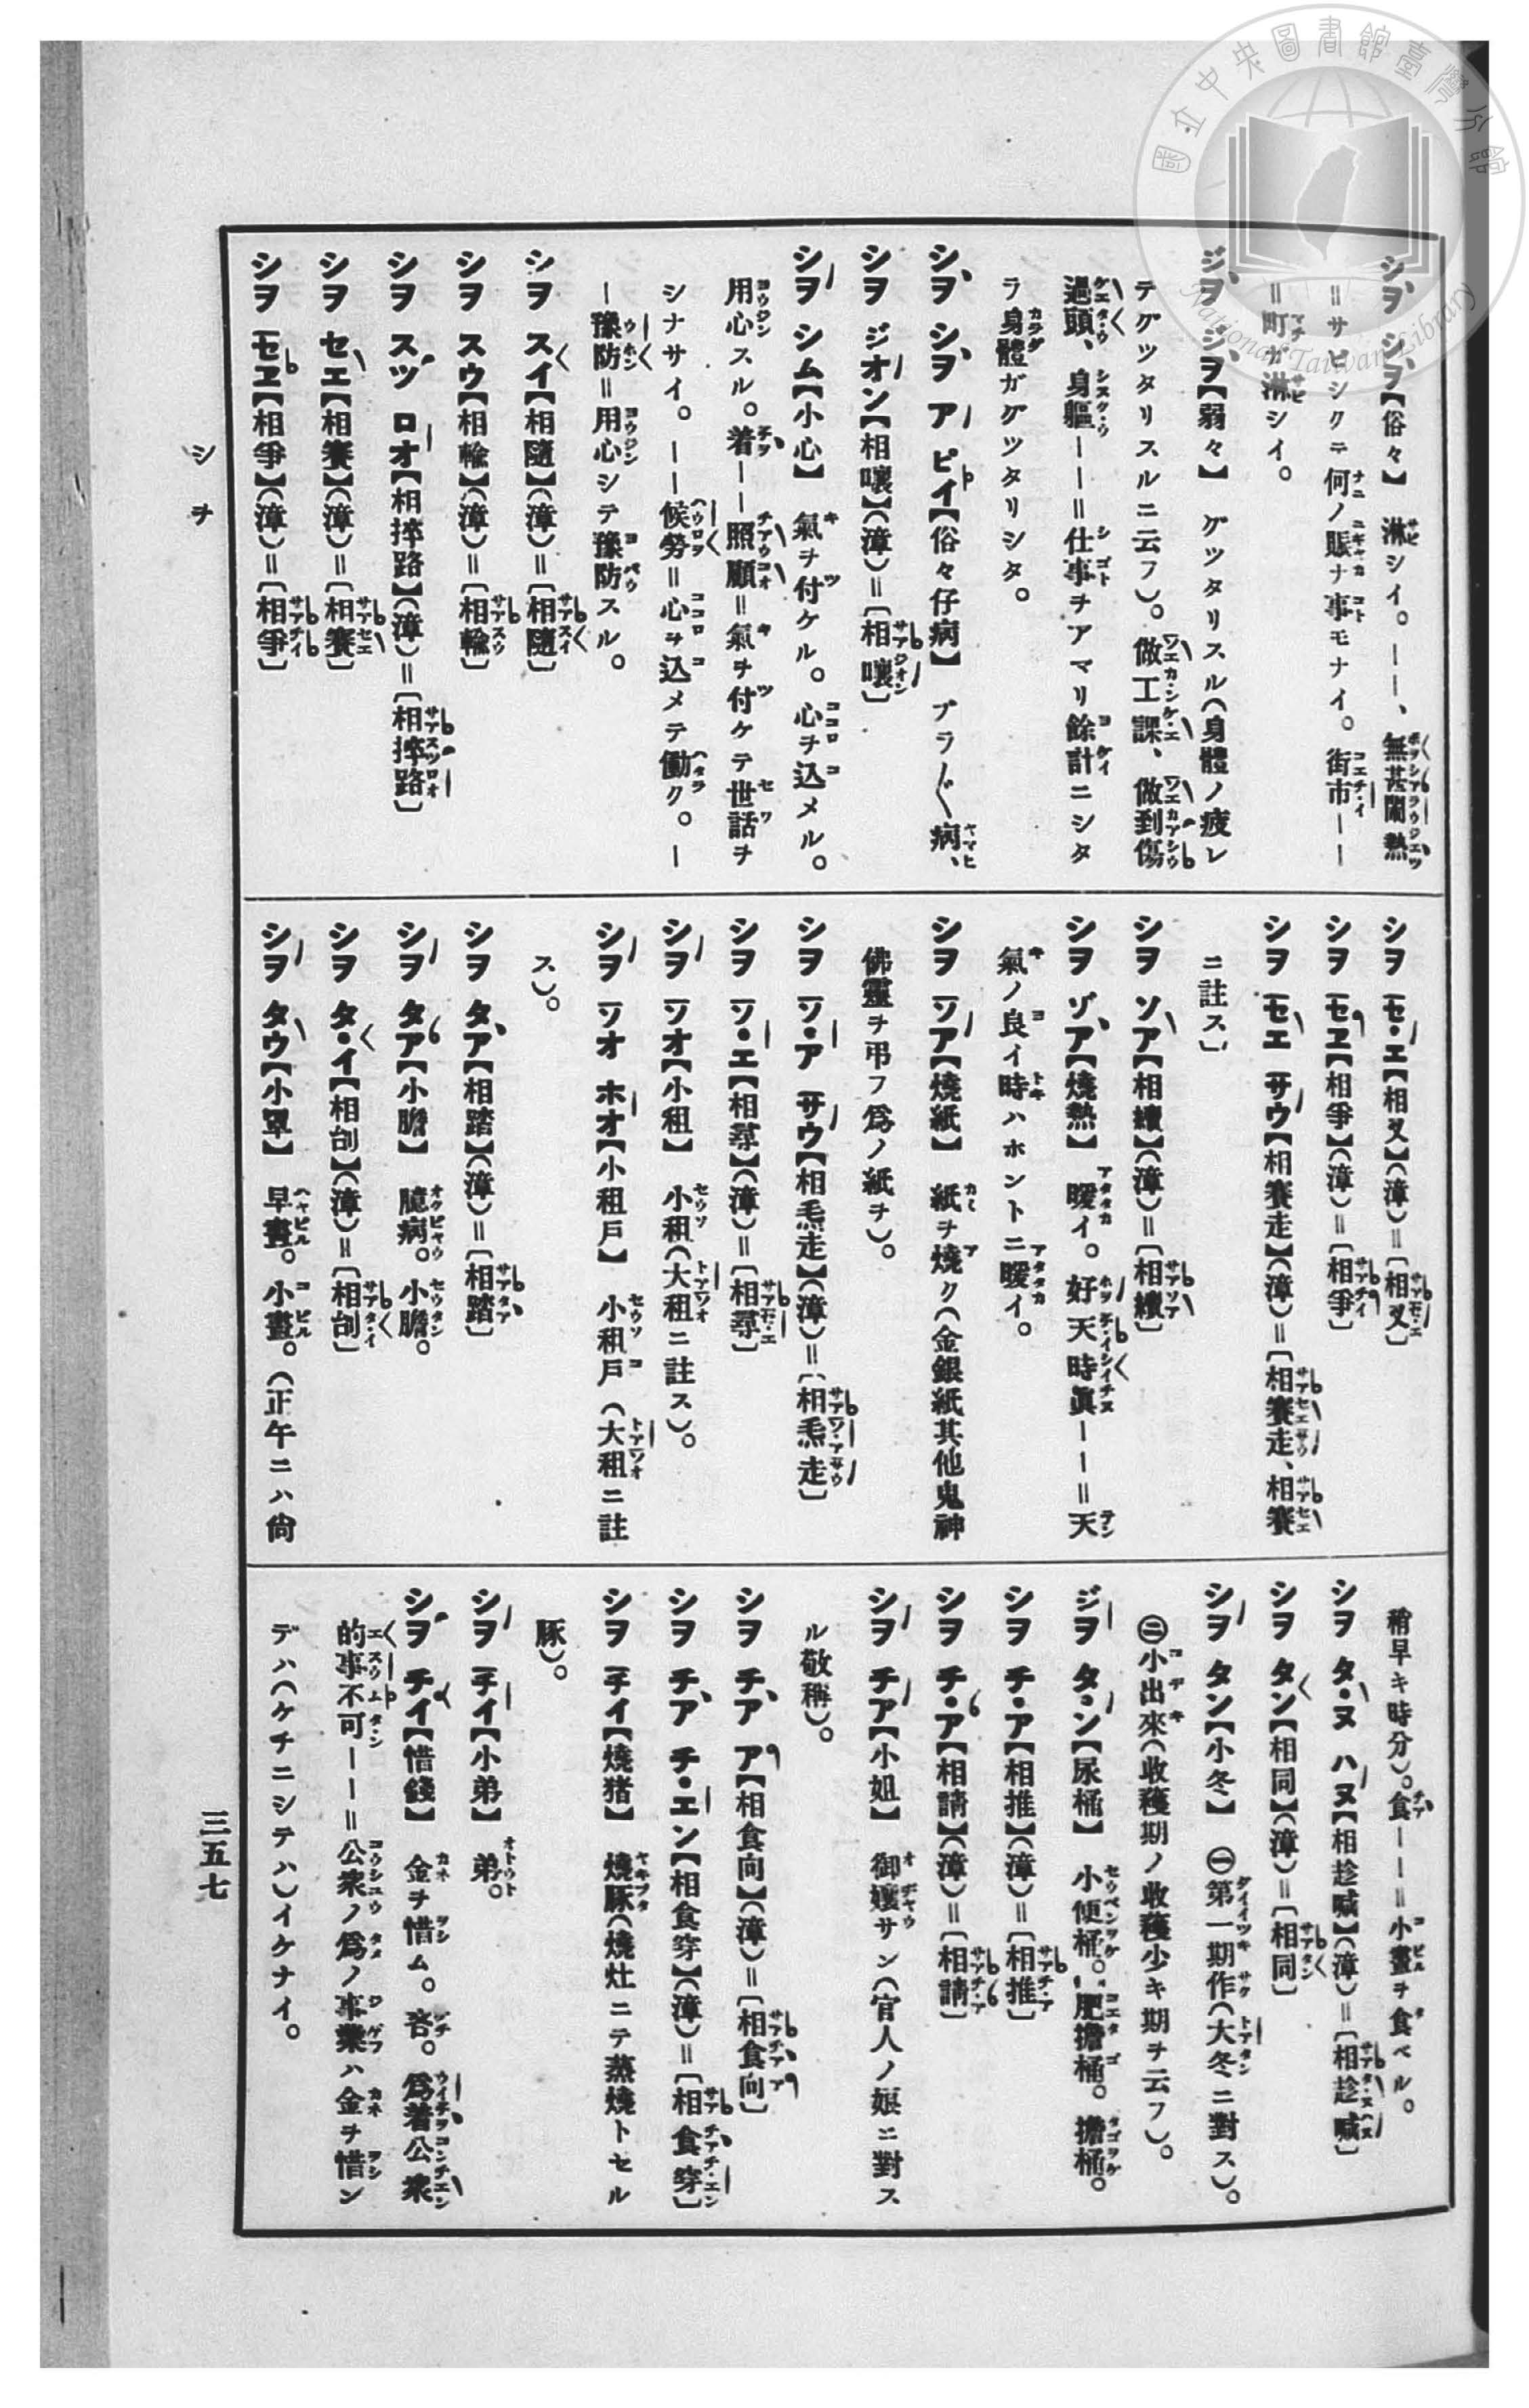 シヲ シヲ【俗々】 淋シイ。――、無甚鬧熱
＝サビシクテ何ノ賑ナ事モナイ。街市――
＝町ガ淋シイ。
ジヲ ジヲ【弱々】 グツタリスル(身體ノ疲レ
テグツタリスルニ云フ)。做工課、做到傷
過頭、身軀――＝仕事ヲアマリ餘計ニシタ
ラ身體ガグツタリシタ。
シヲ シヲ ア ピイ【俗々仔病】 ブラ〲病、
シヲ ジオン【相嚷】(漳)＝〔相嚷〕
シヲ シム【小心】 氣ヲ付ケル。心ヲ込メル。
用心スル。着――照顧＝氣ヲ付ケテ世話ヲ
シナサイ。――候勞＝心ヲ込メテ働ク。―
―豫防＝用心シテ豫防スル。
シヲ スイ【相隨】(漳)＝〔相隨〕
シヲ スウ【相輸】(漳)＝〔相輸〕
シヲ スツ ロオ【相捽路】(漳)＝〔相捽路〕
シヲ セエ【相賽】(漳)＝〔相賽〕
シヲ セヱ【相爭】(漳)＝〔相爭〕
シヲ セ・エ【相叉】(漳)＝〔相叉〕
シヲ セヱ【相爭】(漳)＝〔相爭〕
シヲ セエ サウ【相賽走】(漳)＝〔相賽走、相賽
ニ註ス〕
シヲ ソア【相續】(漳)＝〔相續〕
シヲ ゾア【燒熱】 暖イ。好天時眞――＝天
氣ノ良イ時ハホントニ暖イ。
シヲ ソア【燒紙】 紙ヲ燒ク(金銀紙其他鬼神
佛靈ヲ弔フ爲ノ紙ヲ)。
シヲ ソ・ア サウ【相炁走】(漳)＝〔相炁走〕
シヲ ソ・エ【相尋】(漳)＝〔相尋〕
シヲ ソオ【小租】 小租(大租ニ註ス)。
シヲ ソオ ホオ【小租戶】 小租戶(大租ニ註
ス)。
シヲ タア【相踏】(漳)＝〔相踏〕
シヲ タア【小膽】 臆病。小膽。
シヲ タ・イ【相刣】(漳)＝〔相刣〕
シヲ タウ【小罩】 早晝。小晝。(正午ニハ尙
稍早キ時分)。食――＝小晝ヲ食ベル。
シヲ タ・ヌ ハヌ【相趁喊】(漳)＝〔相趁喊〕
シヲ タン【相同】(漳)＝〔相同〕
シヲ タン【小冬】 ㊀第一期作(大冬ニ對ス)。
㊁小出來(收穫期ノ收穫少キ期ヲ云フ)。
ジヲ タ・ン【尿桶】 小便桶。肥擔桶。擔桶。
シヲ チ・ア【相推】(漳)＝〔相推〕
シヲ チ・ア【相請】(漳)＝〔相請〕
シヲ チア【小姐】 御孃サン(官人ノ娘ニ對ス
ル敬稱)。
シヲ チア ア【相食向】(漳)＝〔相食向〕
シヲ チア チ・エン【相食穿】(漳)＝〔相食穿〕
シヲ チイ【燒猪】 燒豚(燒灶ニテ蒸燒トセル
豚)。
シヲ チイ【小弟】 弟。
シヲ チイ【惜錢】 金ヲ惜ム。吝。爲着公衆
的事不可――＝公衆ノ爲ノ事業ハ金ヲ惜ン
デハ(ケチニシテハ)イケナイ。
シヲ
三五七
國立中央圖書館臺灣分館
National Taiwan Library